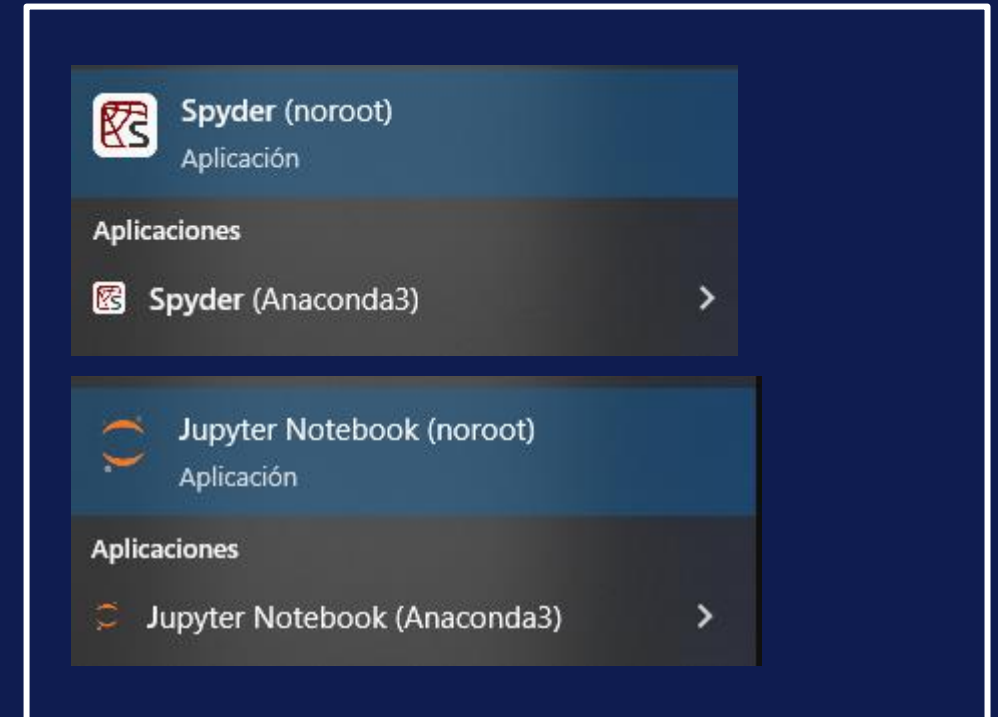 Spyder (noroot)
Aplicación
Aplicaciones
Spyder (Anaconda3)
Jupyter Notebook (noroot)
Aplicación
Aplicaciones
Jupyter Notebook (Anaconda3)